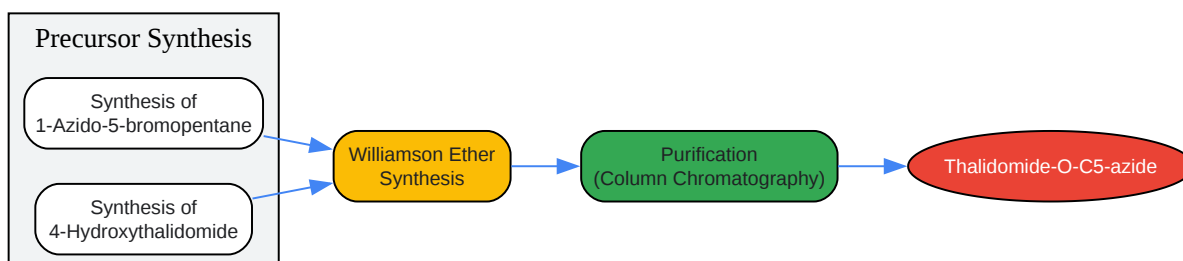 Precursor Synthesis
Synthesis of
1-Azido-5-bromopentane
Synthesis of
4-Hydroxythalidomide
Williamson Ether
Synthesis
Purification
(Column Chromatography)
Thalidomide-O-C5-azide